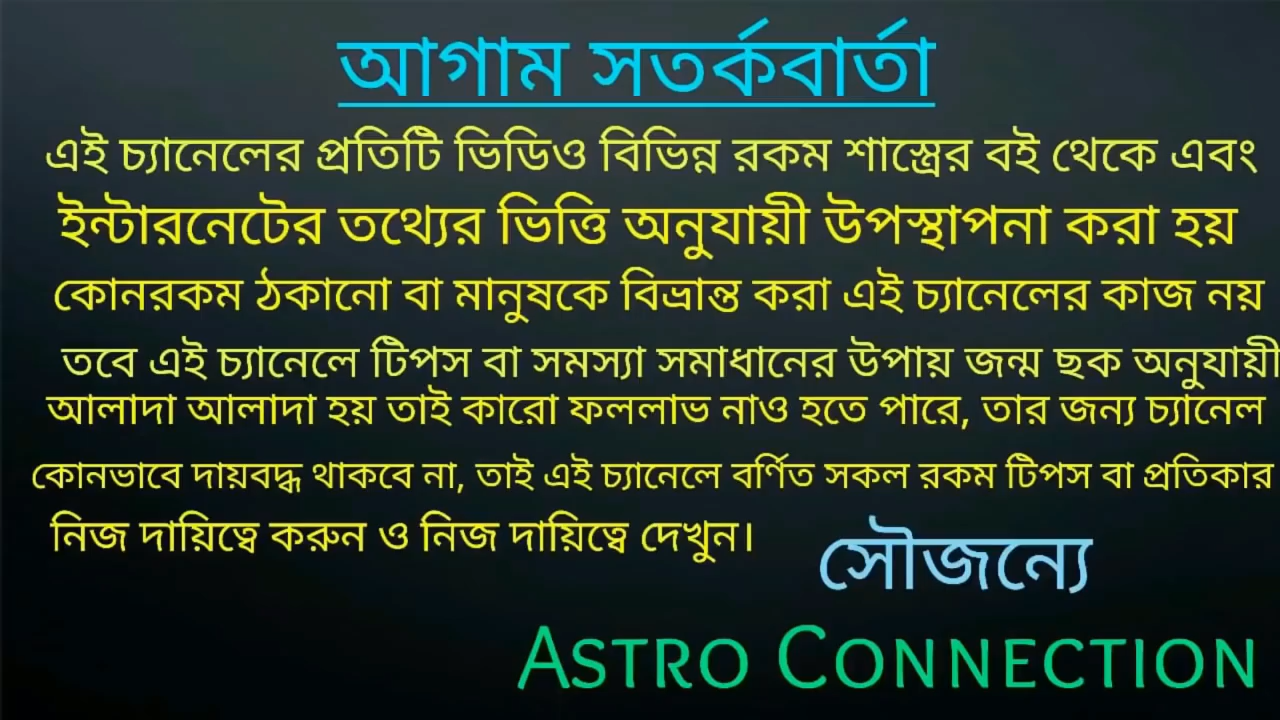 আগাম সতর্কবার্তা
এই চ্যানেলের প্রতিটি ভিডিও বিভিন্ন রকম শাস্ত্রের বই থেকে এবং
ইন্টারনেটের তথ্যের ভিত্তি অনুযায়ী উপস্থাপনা করা হয়
কোনরকম ঠকানো বা মানুষকে বিভ্রান্ত করা এই চ্যানেলের কাজ নয়
তবে এই চ্যানেলে টিপস বা সমস্যা সমাধানের উপায় জন্ম ছক অনুযায়ী
আলাদা আলাদা হয় তাই কারো ফললাভ নাও হতে পারে, তার জন্য চ্যানেল
কোনভাবে দায়বদ্ধ থাকবে না, তাই এই চ্যানেলে বর্ণিত সকল রকম টিপস বা প্রতিকার
নিজ দায়িত্বে করুন ও নিজ দায়িত্বে দেখুন।
সৌজন্যে
ASTRO CONNECTION